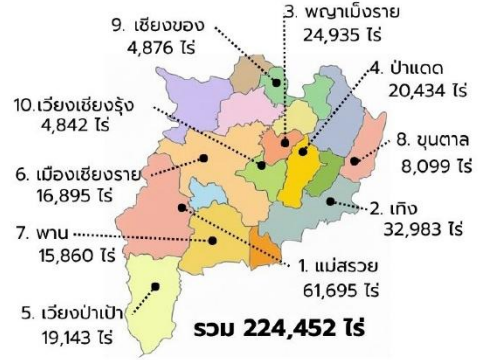 9. เชียงของ
4,876 ไร่
3. พญาเม็งราย
24,935 ไร่
4. ป่าแดด
20,434 ไร่
10.เวียงเชียงรุ้ง
4,842 ไร่
8. ขุนตาล
8,099 ไร่
6. เมืองเชียงราย
16,895 ไร่
2. เทิง
32,983 ไร่
7. พาน
15,860 ไร่
1. แม่สรวย
61,695 ไร่
5. เวียงป่าเป้า
19,143 ไร่
รวม 224,452 ไร่